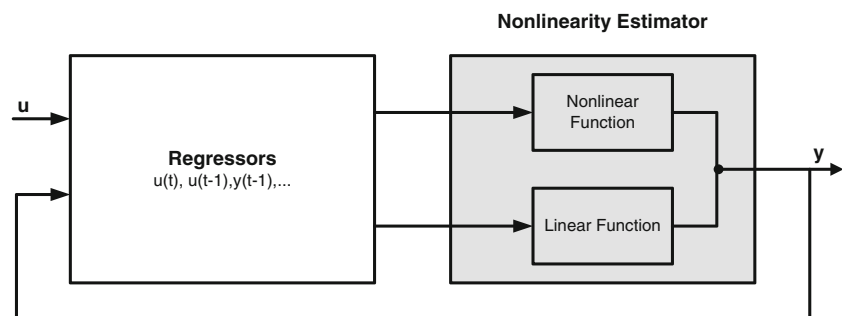 Nonlinearity Estimator
u
Regressors
u(t), u(t-1),y(t-1),...
Nonlinear
Function
Linear Function
y